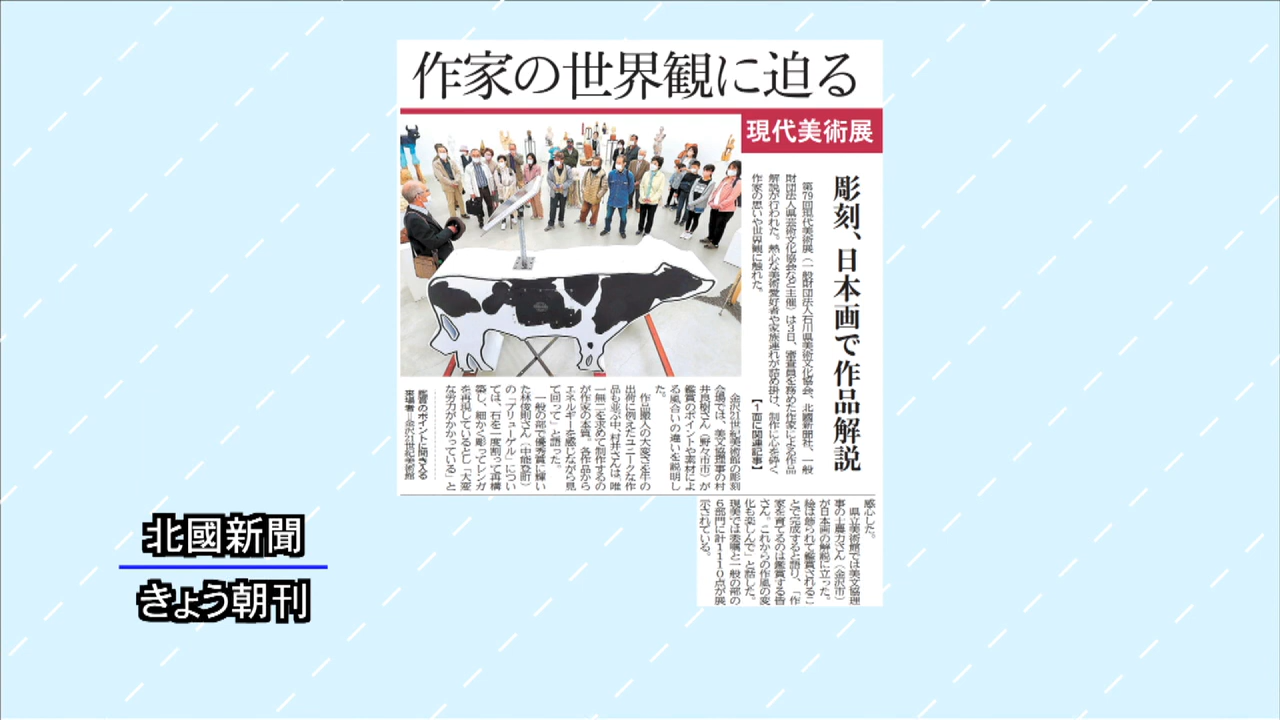 作家の世界観に迫る
現代美術展
彫刻、日本画で作品解説
第79回現代美術展（一般財団法人石川県美術文化協会、北國新聞社、一般
財団法人県芸術文化協会など主催）は3日、審査員を務めた作家による作品
解説が行われた。熱心な美術愛好者や家族連れが詰め掛け、制作に心を砕く
作家の思いや世界観に触れた。
【1面に関連記事】
金沢21世紀美術館の彫刻
会場では、美文協理事の村
井良樹さん（野々市市）が
鑑賞のポイントや素材によ
る風合いの違いを説明し
た。
作品搬入の大変さを牛の
出荷に例えたユニークな作
品も並ぶ中、村井さんは「唯
一無二を求めて制作するの
が作家の本質。各作品から
エネルギーを感じながら見
て回って」と語った。
一般の部で優秀賞に輝い
た林俊則さん（中能登町）
の「アリューゲル」につい
ては、石を一度割って再構
築し、細かく彫ってレンガ
を再現しているとし「大変
な労力がかかっている」と
感心した。
県立美術館では美文協理
事の土農力さん（金沢市）
が日本画の解説に立った。
絵は飾られて鑑賞されるこ
とで完成すると語り、「作
家を育てるのは鑑賞する皆
さん。これからの作風の変
化も楽しんで」と話した。
現美では委嘱と一般の部の
6部門に計1110点が展
示されている。
鑑賞のポイントに聞き入る
来場者＝金沢21世紀美術館
北國新聞
きょう朝刊